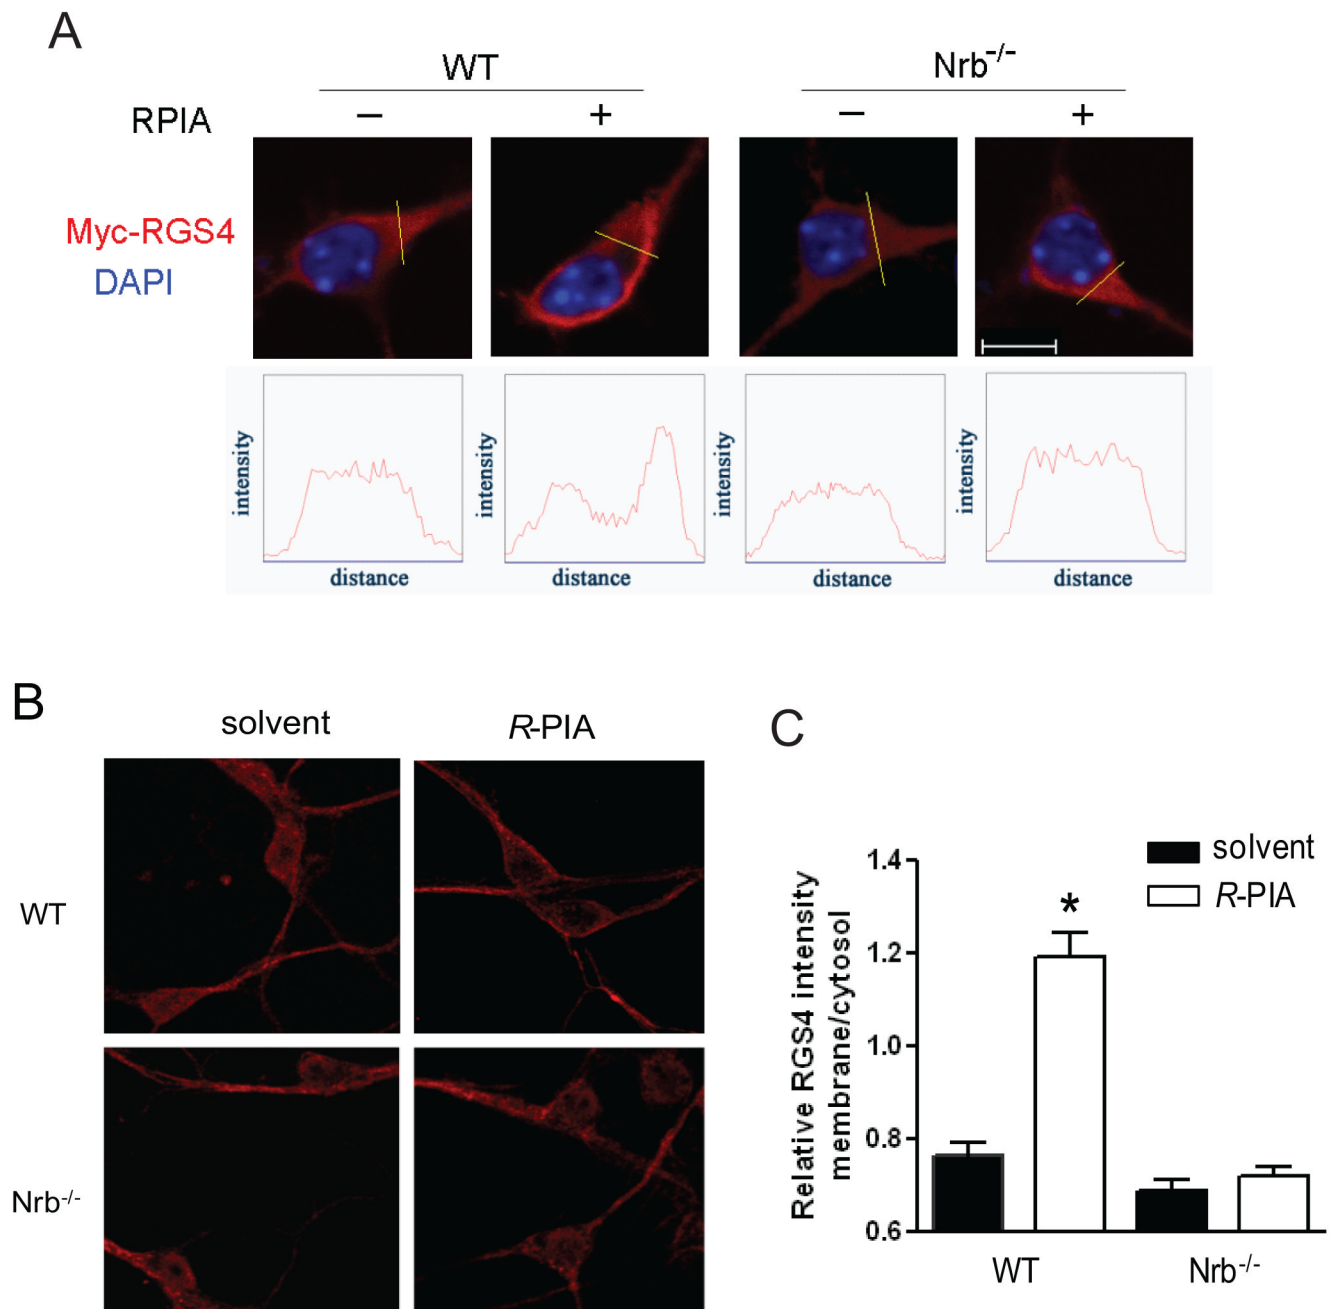 A
WT
Nrb-/-
RPIA
− + − +
Myc-RGS4
DAPI
intensity
intensity
intensity
intensity
distance
distance
distance
distance
B
solvent
R-PIA
WT
Nrb-/-
C
solvent
R-PIA
*
Relative RGS4 intensity
membrane/cytosol
1.4
1.2
1.0
0.8
0.6
WT
Nrb-/-